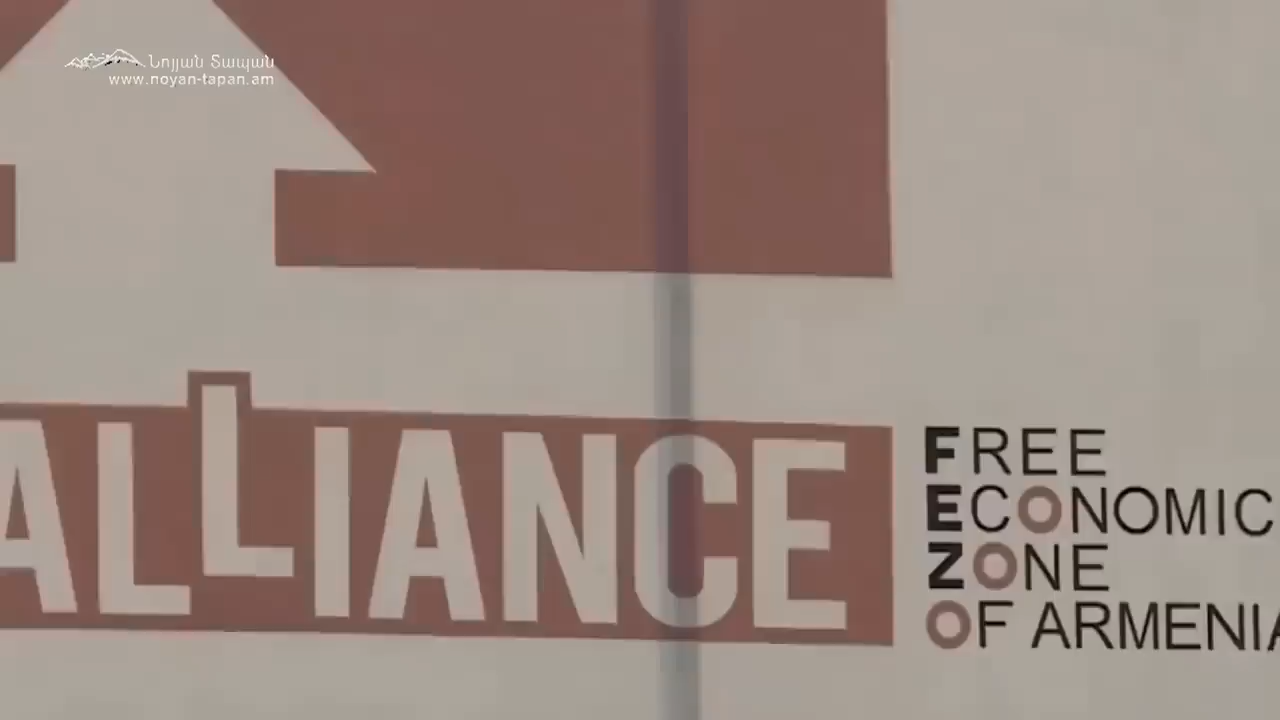 Նոյյան Տապան
www.noyan-tapan.am
ALLIANCE
FREE
ECONOMIC
ZONE
OF ARMENIA